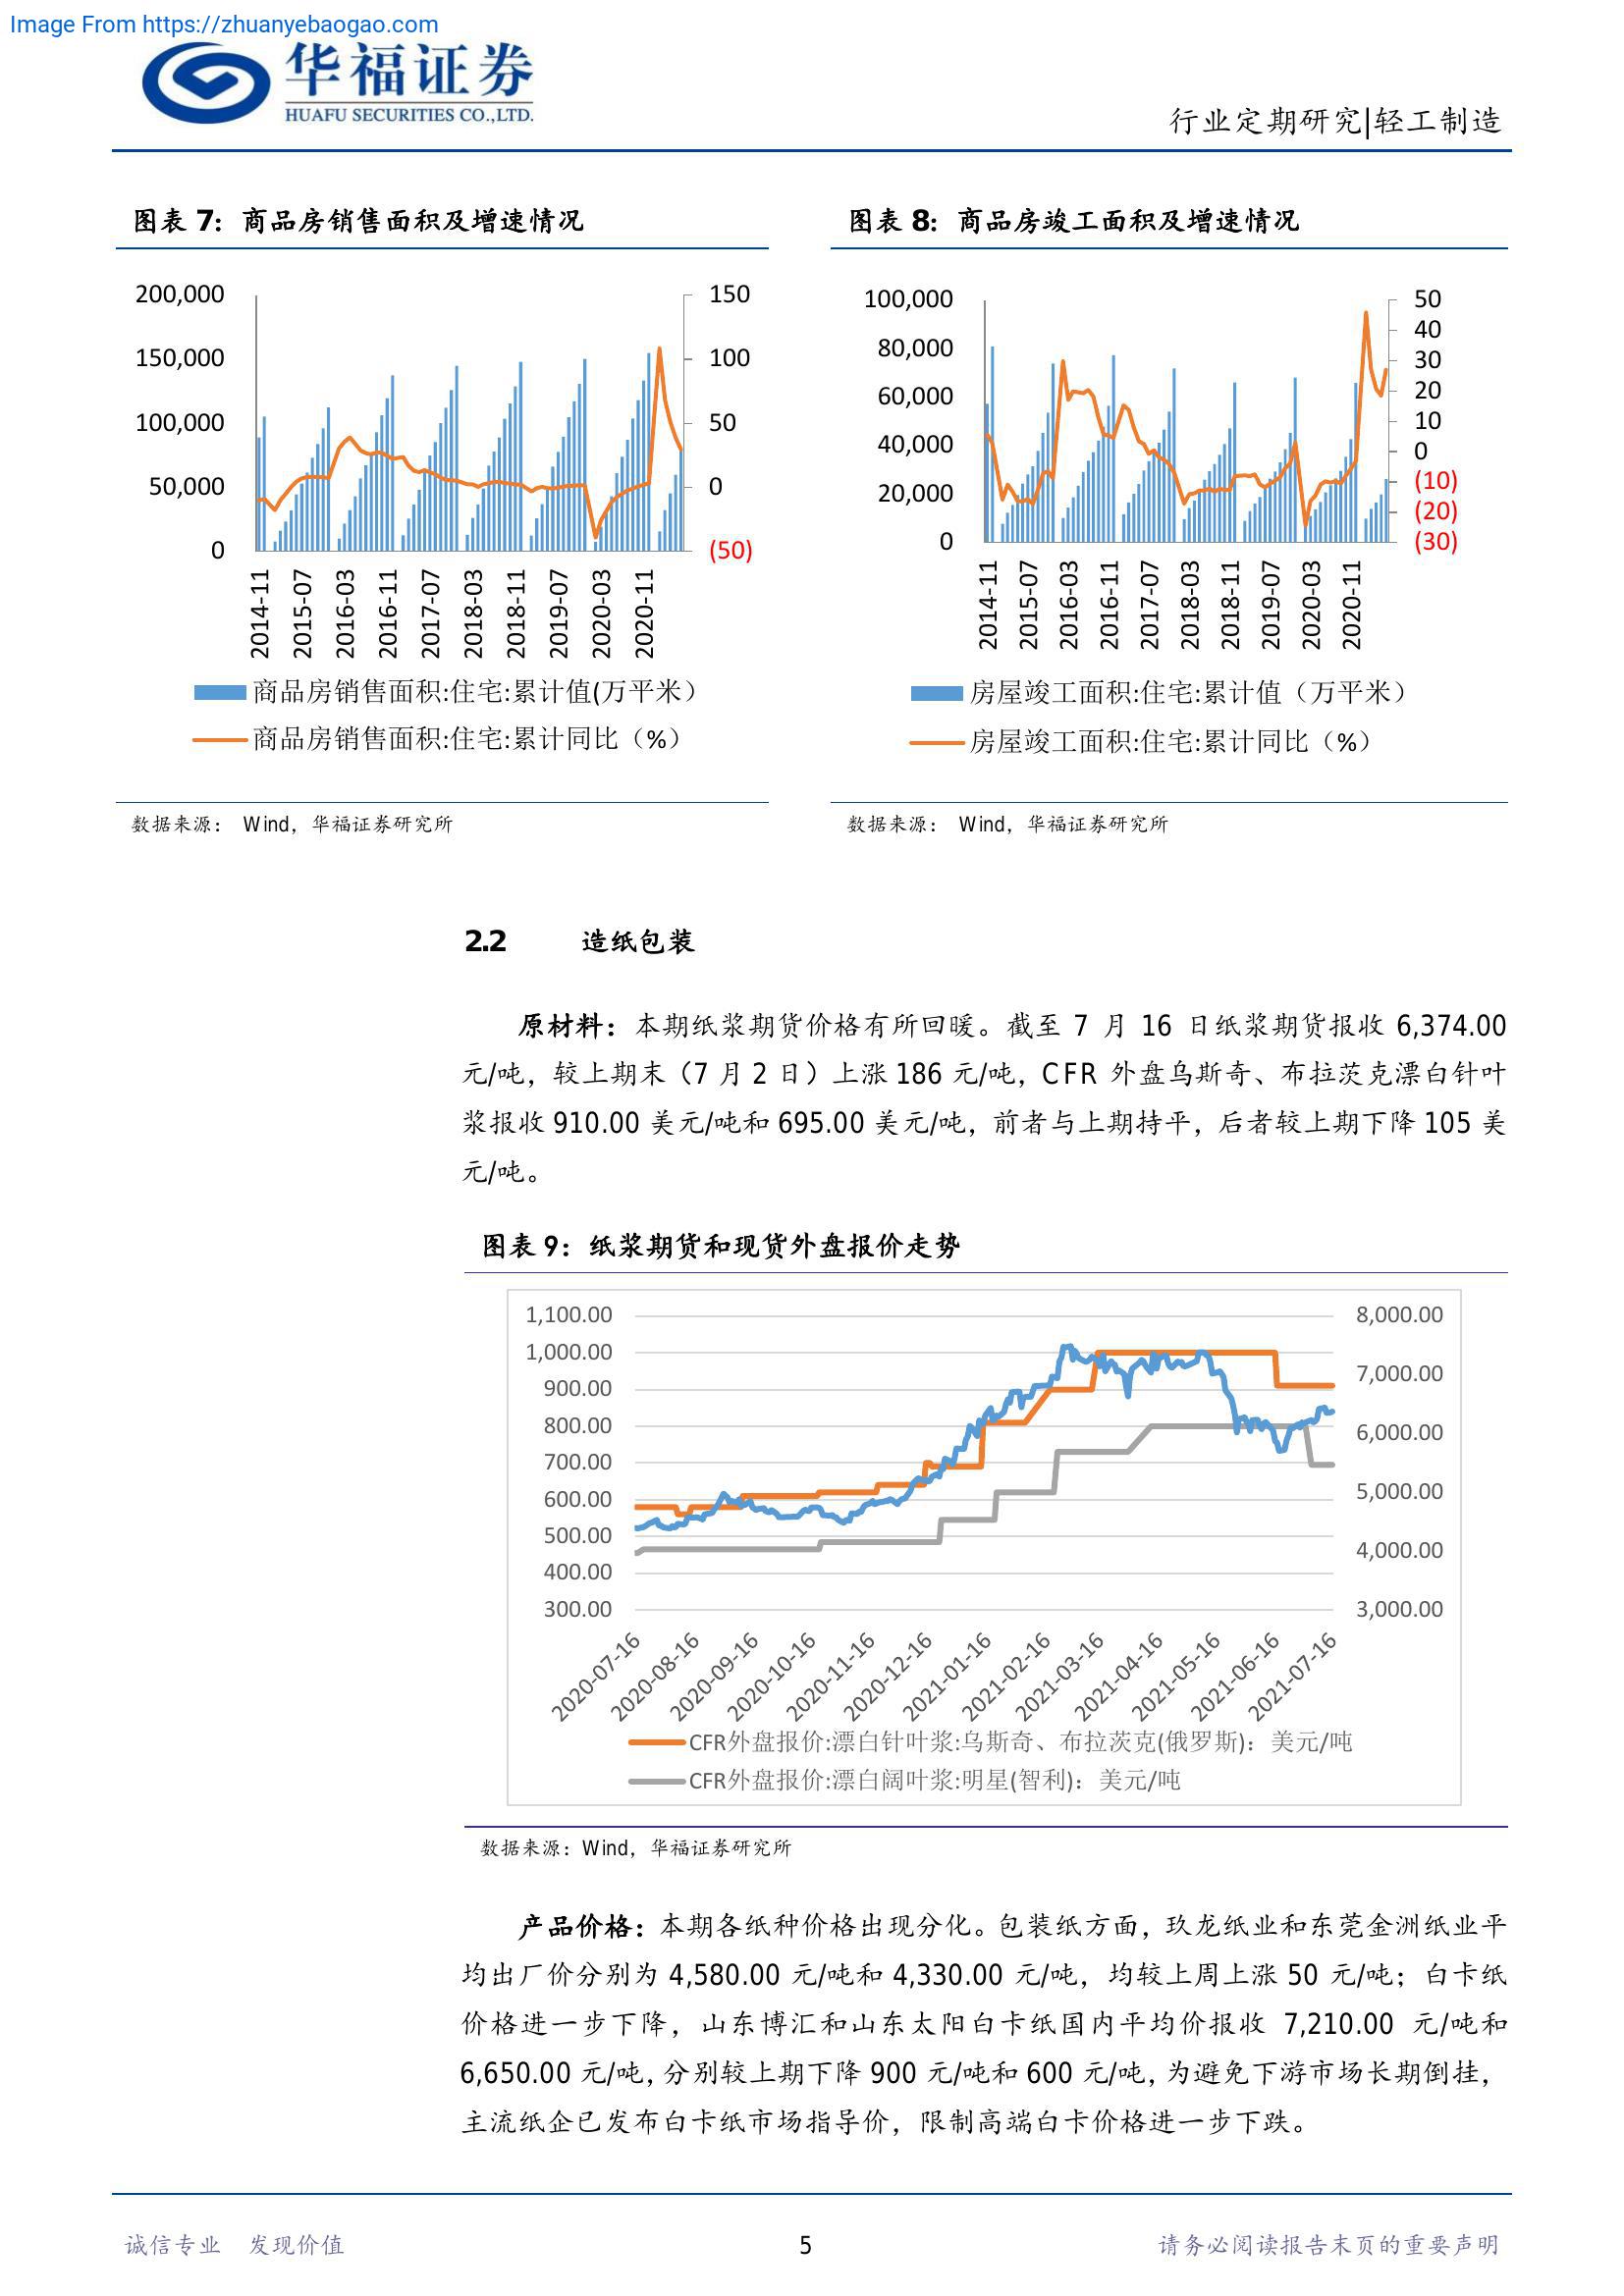 Image From https://zhuanyebaogao.com
华福证券
HUAFU SECURITIES CO.,LTD.
行业定期研究|轻工制造
图表 7：商品房销售面积及增速情况
200,000
150,000
100,000
50,000
0
150
100
50
0
(50)
2014-11
2015-07
2016-03
2016-11
2017-07
2018-03
2018-11
2019-07
2020-03
2020-11
商品房销售面积:住宅:累计值(万平米）
商品房销售面积:住宅:累计同比（%）
数据来源： Wind，华福证券研究所
图表 8：商品房竣工面积及增速情况
100,000
80,000
60,000
40,000
20,000
0
50
40
30
20
10
0
(10)
(20)
(30)
2014-11
2015-07
2016-03
2016-11
2017-07
2018-03
2018-11
2019-07
2020-03
2020-11
房屋竣工面积:住宅:累计值（万平米）
房屋竣工面积:住宅:累计同比（%）
数据来源： Wind，华福证券研究所
2.2 造纸包装
原材料：本期纸浆期货价格有所回暖。截至 7 月 16 日纸浆期货报收 6,374.00
元/吨，较上期末（7 月 2 日）上涨 186 元/吨，CFR 外盘乌斯奇、布拉茨克漂白针叶
浆报收 910.00 美元/吨和 695.00 美元/吨，前者与上期持平，后者较上期下降 105 美
元/吨。
图表 9：纸浆期货和现货外盘报价走势
1,100.00
1,000.00
900.00
800.00
700.00
600.00
500.00
400.00
300.00
8,000.00
7,000.00
6,000.00
5,000.00
4,000.00
3,000.00
2020-07-16
2020-08-16
2020-09-16
2020-10-16
2020-11-16
2020-12-16
2021-01-16
2021-02-16
2021-03-16
2021-04-16
2021-05-16
2021-06-16
2021-07-16
CFR外盘报价:漂白针叶浆:乌斯奇、布拉茨克(俄罗斯)：美元/吨
CFR外盘报价:漂白阔叶浆:明星(智利)：美元/吨
数据来源：Wind，华福证券研究所
产品价格：本期各纸种价格出现分化。包装纸方面，玖龙纸业和东莞金洲纸业平
均出厂价分别为 4,580.00 元/吨和 4,330.00 元/吨，均较上周上涨 50 元/吨；白卡纸
价格进一步下降，山东博汇和山东太阳白卡纸国内平均价报收 7,210.00 元/吨和
6,650.00 元/吨，分别较上期下降 900 元/吨和 600 元/吨，为避免下游市场长期倒挂，
主流纸企已发布白卡纸市场指导价，限制高端白卡价格进一步下跌。
诚信专业 发现价值
5
请务必阅读报告末页的重要声明